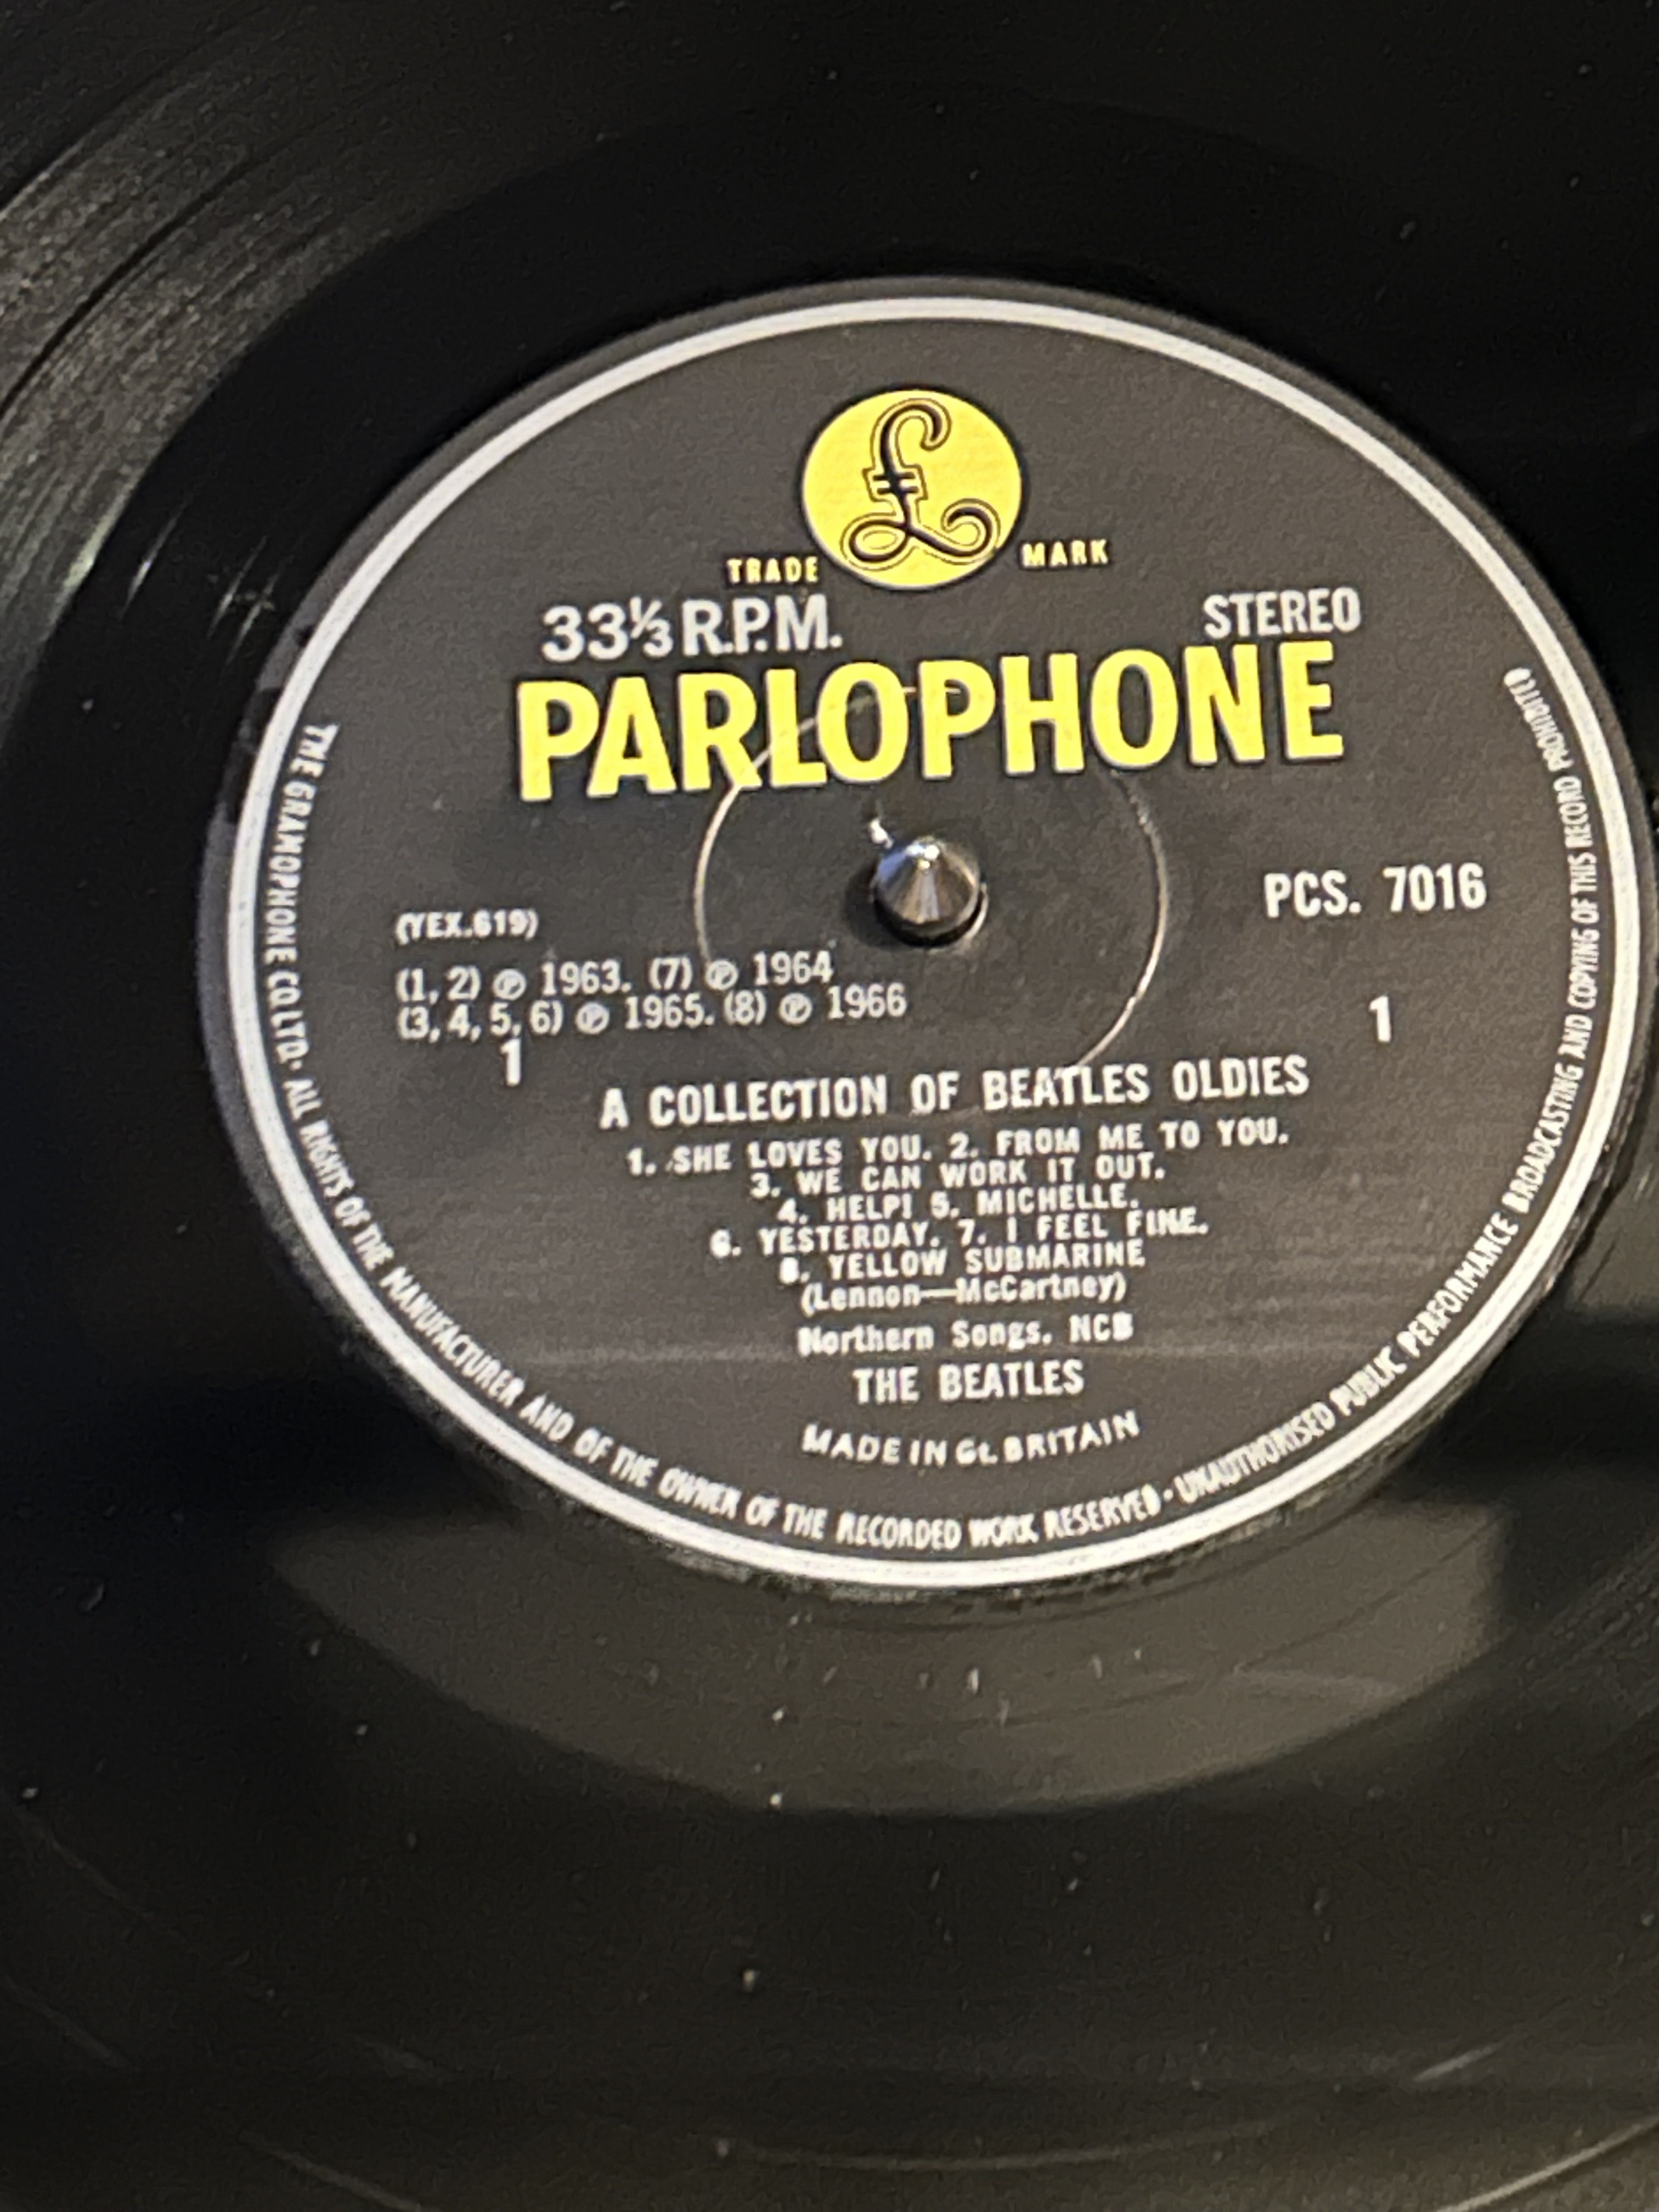 £
TRADE MARK
33⅓ R.P.M. STEREO
PARLOPHONE
PCS. 7016
(YEX.619)
(1, 2) ℗ 1963. (7) ℗ 1964
(3, 4, 5, 6) ℗ 1965. (8) ℗ 1966
1 1
A COLLECTION OF BEATLES OLDIES
1. SHE LOVES YOU. 2. FROM ME TO YOU.
3. WE CAN WORK IT OUT.
4. HELP! 5. MICHELLE.
6. YESTERDAY. 7. I FEEL FINE.
8. YELLOW SUBMARINE
(Lennon—McCartney)
Northern Songs. NCB
THE BEATLES
MADE IN Gt. BRITAIN
THE GRAMOPHONE CO. LTD. · ALL RIGHTS OF THE MANUFACTURER AND OF THE OWNER OF THE RECORDED WORK RESERVED · UNAUTHORISED PUBLIC PERFORMANCE BROADCASTING AND COPYING OF THIS RECORD PROHIBITED